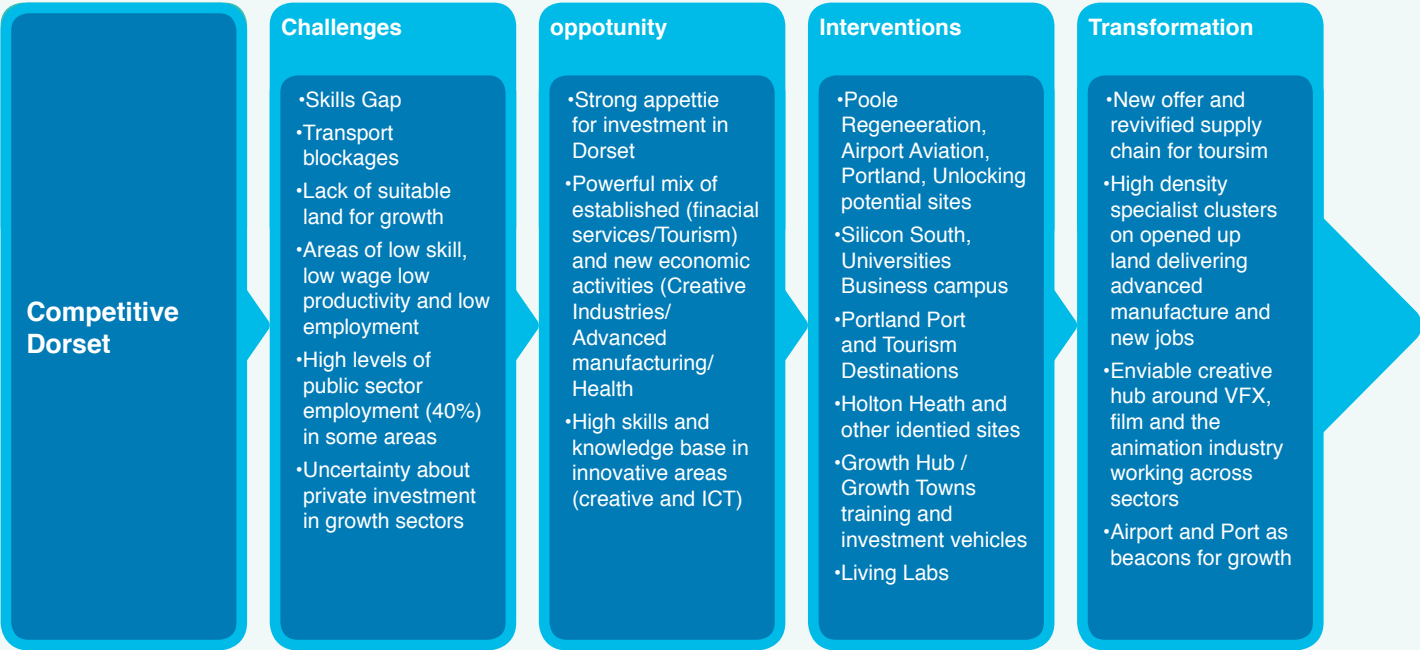 Competitive
Dorset
Challenges
•Skills Gap
•Transport
blockages
•Lack of suitable
land for growth
•Areas of low skill,
low wage low
productivity and low
employment
•High levels of
public sector
employment (40%)
in some areas
•Uncertainty about
private investment
in growth sectors
oppotunity
•Strong appettie
for investment in
Dorset
•Powerful mix of
established (finacial
services/Tourism)
and new economic
activities (Creative
Industries/
Advanced
manufacturing/
Health
•High skills and
knowledge base in
innovative areas
(creative and ICT)
Interventions
•Poole
Regeneeration,
Airport Aviation,
Portland, Unlocking
potential sites
•Silicon South,
Universities
Business campus
•Portland Port
and Tourism
Destinations
•Holton Heath and
other identied sites
•Growth Hub /
Growth Towns
training and
investment vehicles
•Living Labs
Transformation
•New offer and
revivified supply
chain for toursim
•High density
specialist clusters
on opened up
land delivering
advanced
manufacture and
new jobs
•Enviable creative
hub around VFX,
film and the
animation industry
working across
sectors
•Airport and Port as
beacons for growth